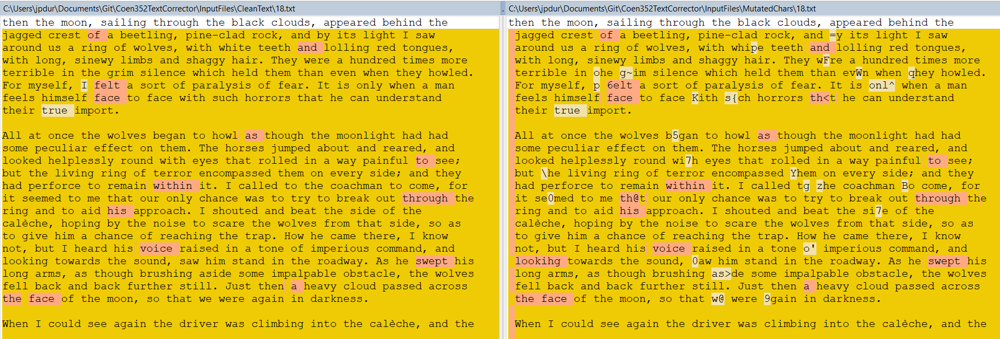 C:\Users\jpdur\Documents\Git\Coen352TextCorrector\InputFiles\CleanText\18.txt
then the moon, sailing through the black clouds, appeared behind the
jagged crest of a beetling, pine-clad rock, and by its light I saw
around us a ring of wolves, with white teeth and lolling red tongues,
with long, sinewy limbs and shaggy hair. They were a hundred times more
terrible in the grim silence which held them than even when they howled.
For myself, I felt a sort of paralysis of fear. It is only when a man
feels himself face to face with such horrors that he can understand
their true import.
All at once the wolves began to howl as though the moonlight had had
some peculiar effect on them. The horses jumped about and reared, and
looked helplessly round with eyes that rolled in a way painful to see;
but the living ring of terror encompassed them on every side; and they
had perforce to remain within it. I called to the coachman to come, for
it seemed to me that our only chance was to try to break out through the
ring and to aid his approach. I shouted and beat the side of the
calèche, hoping by the noise to scare the wolves from that side, so as
to give him a chance of reaching the trap. How he came there, I know
not, but I heard his voice raised in a tone of imperious command, and
looking towards the sound, saw him stand in the roadway. As he swept his
long arms, as though brushing aside some impalpable obstacle, the wolves
fell back and back further still. Just then a heavy cloud passed across
the face of the moon, so that we were again in darkness.
When I could see again the driver was climbing into the calèche, and the
C:\Users\jpdur\Documents\Git\Coen352TextCorrector\InputFiles\MutatedChars\18.txt
then the moon, sailing through the black clouds, appeared behind the
jagged crest of a beetling, pine-clad rock, and =y its light I saw
around us a ring of wolves, with whipe teeth and lolling red tongues,
with long, sinewy limbs and shaggy hair. They wFre a hundred times more
terrible in ohe g~im silence which held them than evWn when qhey howled.
For myself, p 6elt a sort of paralysis of fear. It is onl^ when a man
feels himself face to face Kith s{ch horrors th<t he can understand
their true import.
All at once the wolves b5gan to howl as though the moonlight had had
some peculiar effect on them. The horses jumped about and reared, and
looked helplessly round wi7h eyes that rolled in a way painful to see;
but \he living ring of terror encompassed Yhem on every side; and they
had perforce to remain within it. I called tg zhe coachman Bo come, for
it se0med to me th@t our only chance was to try to break out through the
ring and to aid his approach. I shouted and beat the si7e of the
calèche, hoping by the noise to scare the wolves from that side, so as
to give him a chance of reaching the trap. How he came there, I know
not, but I heard his voice raised in a tone o' imperious command, and
lookihg towards the sound, 0aw him stand in the roadway. As he swept his
long arms, as though brushing as>de some impalpable obstacle, the wolves
fell back and back further still. Just then a heavy cloud passed across
the face of the moon, so that w@ were 9gain in darkness.
When I could see again the driver was climbing into the calèche, and the